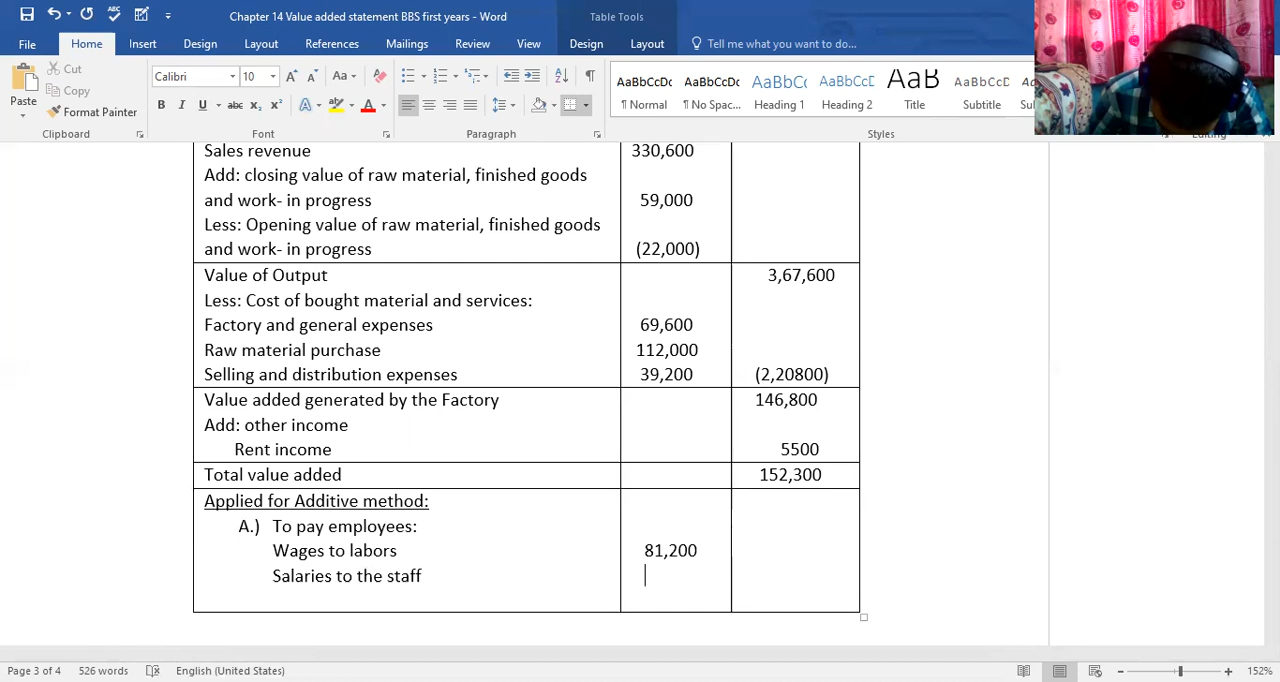 Chapter 14 Value added statement BBS first years - Word
Table Tools
File Home Insert Design Layout References Mailings Review View Design Layout Tell me what you want to do...
Paste
Cut
Copy
Format Painter
Calibri 10
AaBbCcDc AaBbCcDc AaBbCc AaBbCcE AaB AaBbCcD
¶ Normal ¶ No Spac... Heading 1 Heading 2 Title Subtitle
Clipboard Font Paragraph Styles Editing
Sales revenue 330,600
Add: closing value of raw material, finished goods
and work- in progress 59,000
Less: Opening value of raw material, finished goods
and work- in progress (22,000)
Value of Output 3,67,600
Less: Cost of bought material and services:
Factory and general expenses 69,600
Raw material purchase 112,000
Selling and distribution expenses 39,200 (2,20800)
Value added generated by the Factory 146,800
Add: other income
Rent income 5500
Total value added 152,300
Applied for Additive method:
A.) To pay employees:
Wages to labors 81,200
Salaries to the staff
Page 3 of 4 526 words English (United States) 152%